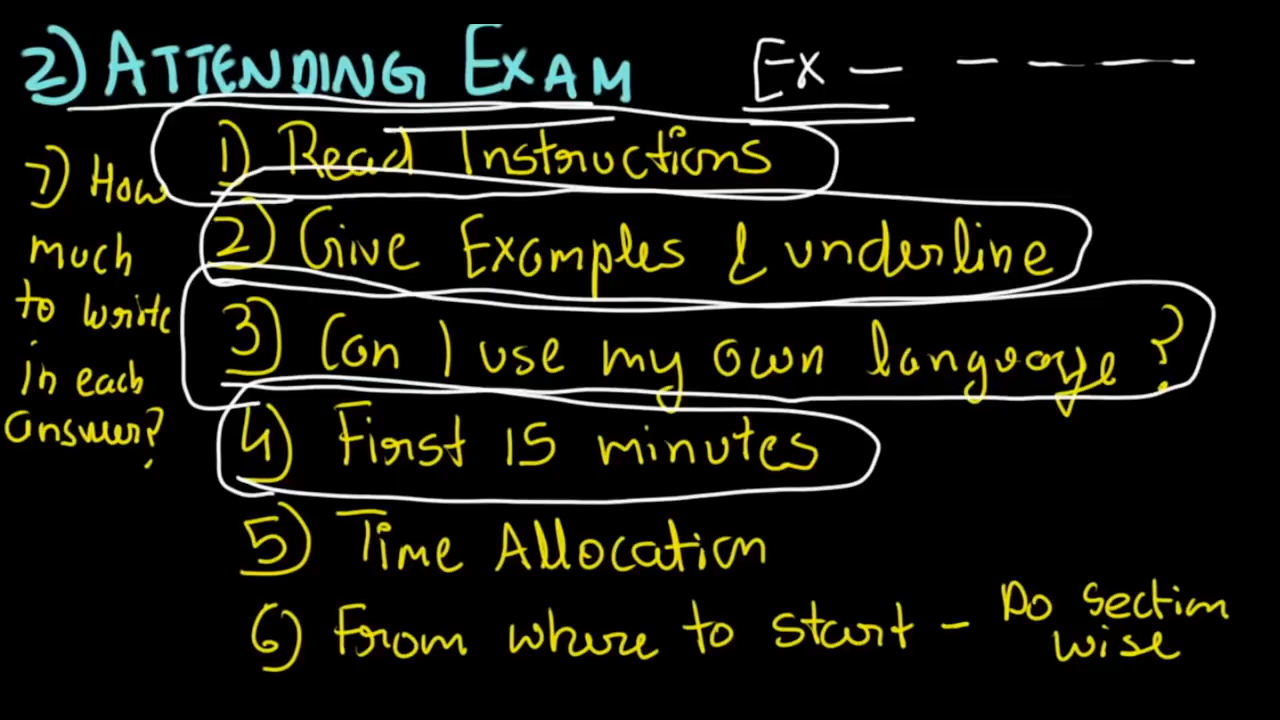 2) ATTENDING EXAM
Ex -
1) Read Instructions
2) Give Examples & underline
3) Can I use my own language?
4) First 15 minutes
5) Time Allocation
6) From where to start - Do Section
wise
7) How
much
to write
in each
answer?